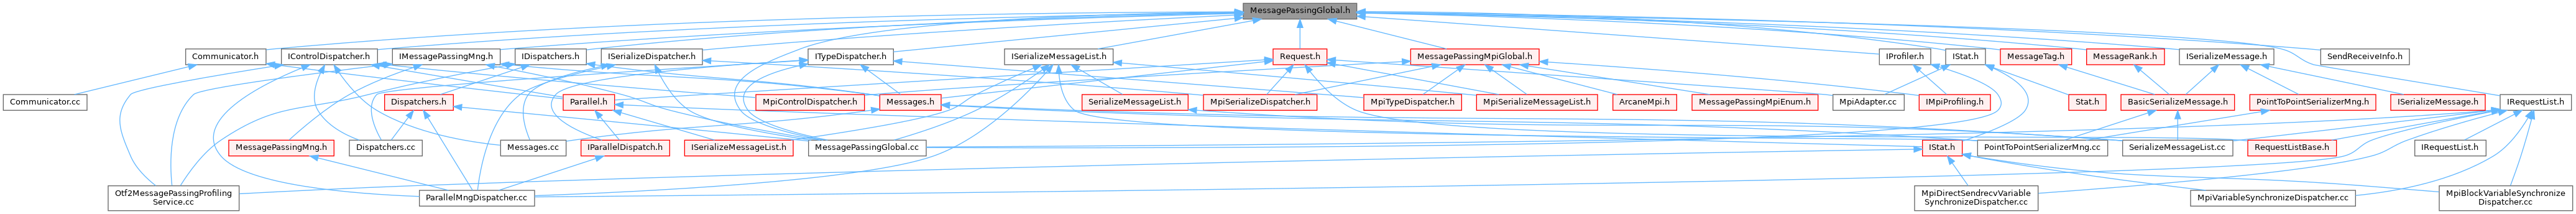 MessagePassingGlobal.h
Communicator.h
IControlDispatcher.h
IMessagePassingMng.h
IDispatchers.h
ISerializeDispatcher.h
ITypeDispatcher.h
ISerializeMessageList.h
Request.h
MessagePassingMpiGlobal.h
IProfiler.h
IStat.h
MessageTag.h
MessageRank.h
ISerializeMessage.h
SendReceiveInfo.h
Communicator.cc
Dispatchers.h
Parallel.h
MpiControlDispatcher.h
Messages.h
SerializeMessageList.h
MpiSerializeDispatcher.h
MpiTypeDispatcher.h
MpiSerializeMessageList.h
ArcaneMpi.h
MessagePassingMpiEnum.h
IMpiProfiling.h
MpiAdapter.cc
Stat.h
BasicSerializeMessage.h
PointToPointSerializerMng.h
ISerializeMessage.h
IRequestList.h
MessagePassingMng.h
Dispatchers.cc
Messages.cc
IParallelDispatch.h
ISerializeMessageList.h
MessagePassingGlobal.cc
IStat.h
PointToPointSerializerMng.cc
SerializeMessageList.cc
RequestListBase.h
IRequestList.h
Otf2MessagePassingProfiling
Service.cc
ParallelMngDispatcher.cc
MpiDirectSendrecvVariable
SynchronizeDispatcher.cc
MpiVariableSynchronizeDispatcher.cc
MpiBlockVariableSynchronize
Dispatcher.cc